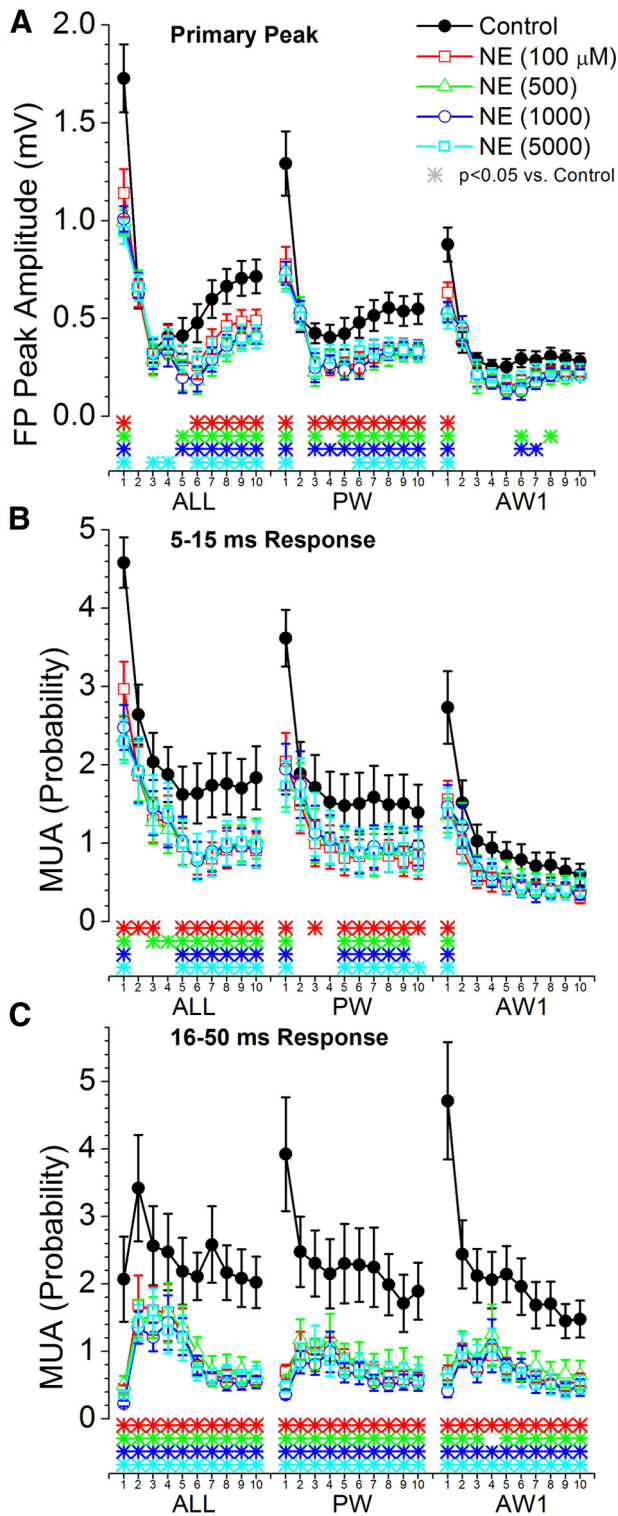 A
Primary Peak
Control
NE (100 µM)
NE (500)
NE (1000)
NE (5000)
p<0.05 vs. Control
FP Peak Amplitude (mV)
2.0
1.5
1.0
0.5
0.0
1 2 3 4 5 6 7 8 9 10
1 2 3 4 5 6 7 8 9 10
1 2 3 4 5 6 7 8 9 10
ALL
PW
AW1
B
5-15 ms Response
MUA (Probability)
5
4
3
2
1
0
1 2 3 4 5 6 7 8 9 10
1 2 3 4 5 6 7 8 9 10
1 2 3 4 5 6 7 8 9 10
ALL
PW
AW1
C
16-50 ms Response
MUA (Probability)
5
4
3
2
1
0
1 2 3 4 5 6 7 8 9 10
1 2 3 4 5 6 7 8 9 10
1 2 3 4 5 6 7 8 9 10
ALL
PW
AW1